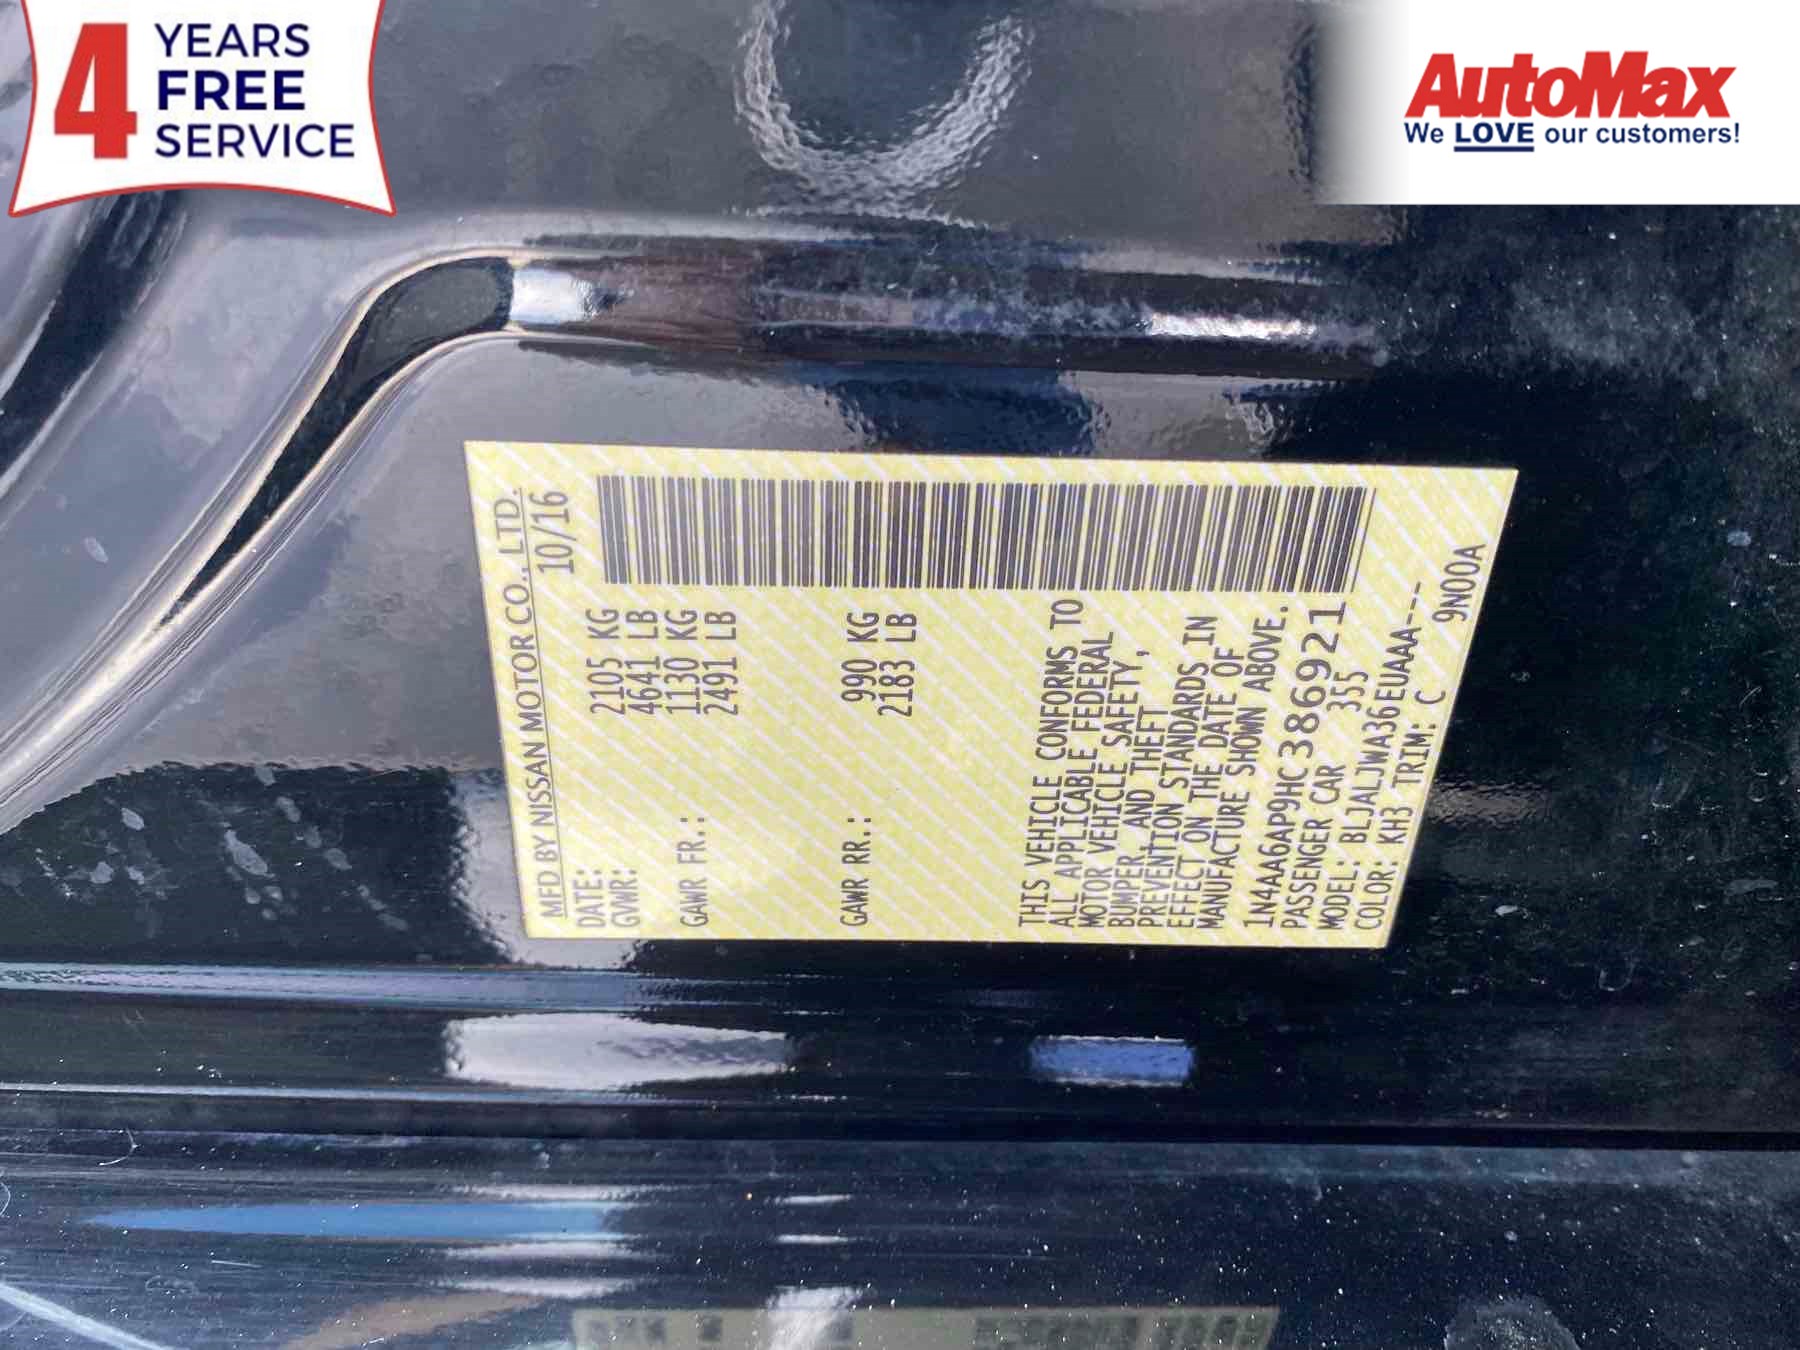 4 YEARS
FREE
SERVICE
AutoMax
We LOVE our customers!
MFD BY NISSAN MOTOR CO., LTD.
DATE: 10/16
GVWR: 2105 KG
4641 LB
GAWR FR.: 1130 KG
2491 LB
GAWR RR.: 990 KG
2183 LB
THIS VEHICLE CONFORMS TO
ALL APPLICABLE FEDERAL
MOTOR VEHICLE SAFETY,
BUMPER, AND THEFT
PREVENTION STANDARDS IN
EFFECT ON THE DATE OF
MANUFACTURE SHOWN ABOVE.
1N4AA6AP9HC386921
PASSENGER CAR 355
MODEL: BLJALJWA36EUAAA---
COLOR: KH3 TRIM: C 9N00A